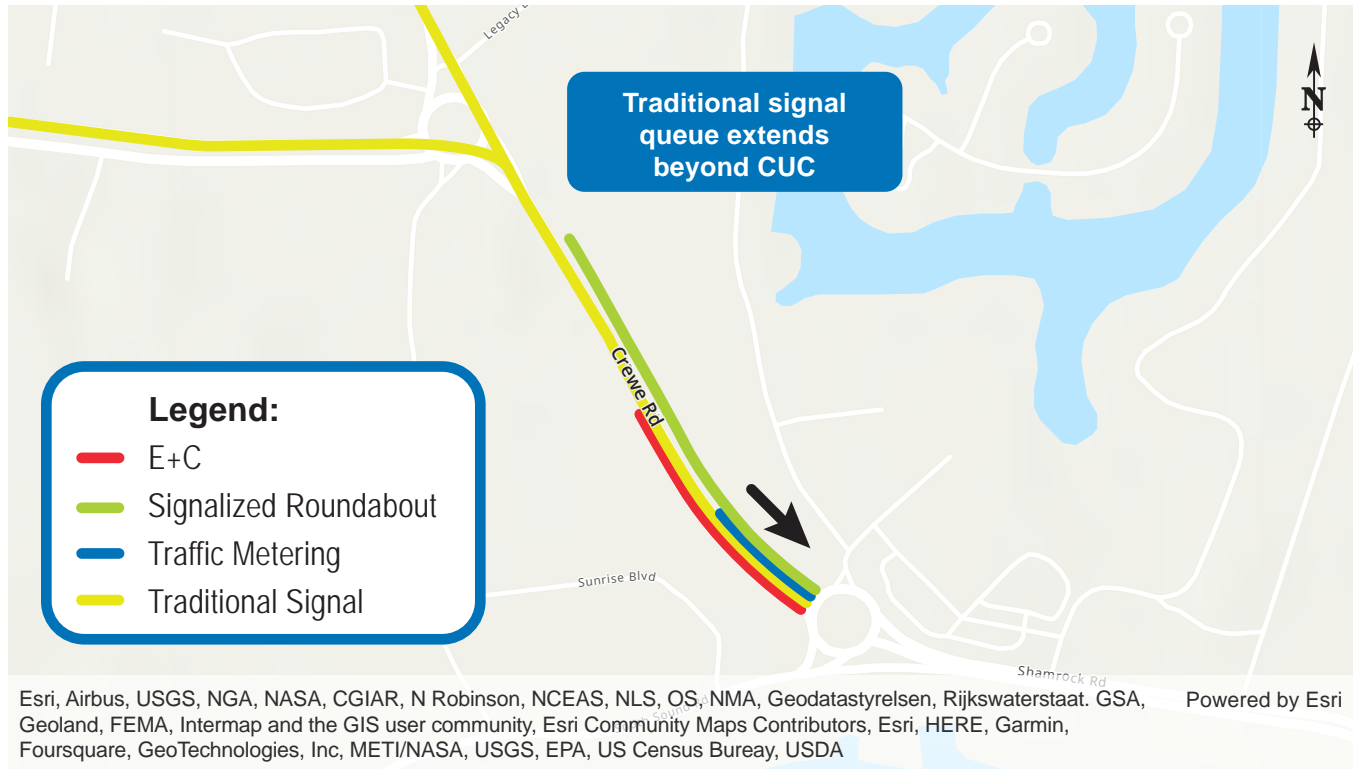 Legacy
N
Traditional signal
queue extends
beyond CUC
Crewe Rd
Legend:
E+C
Signalized Roundabout
Traffic Metering
Traditional Signal
Sunrise Blvd
Shamrock Rd
Esri, Airbus, USGS, NGA, NASA, CGIAR, N Robinson, NCEAS, NLS, OS, NMA, Geodatastyrelsen, Rijkswaterstaat. GSA,
Geoland, FEMA, Intermap and the GIS user community, Esri Community Maps Contributors, Esri, HERE, Garmin,
Foursquare, GeoTechnologies, Inc, METI/NASA, USGS, EPA, US Census Bureay, USDA
Powered by Esri
Sound Rd